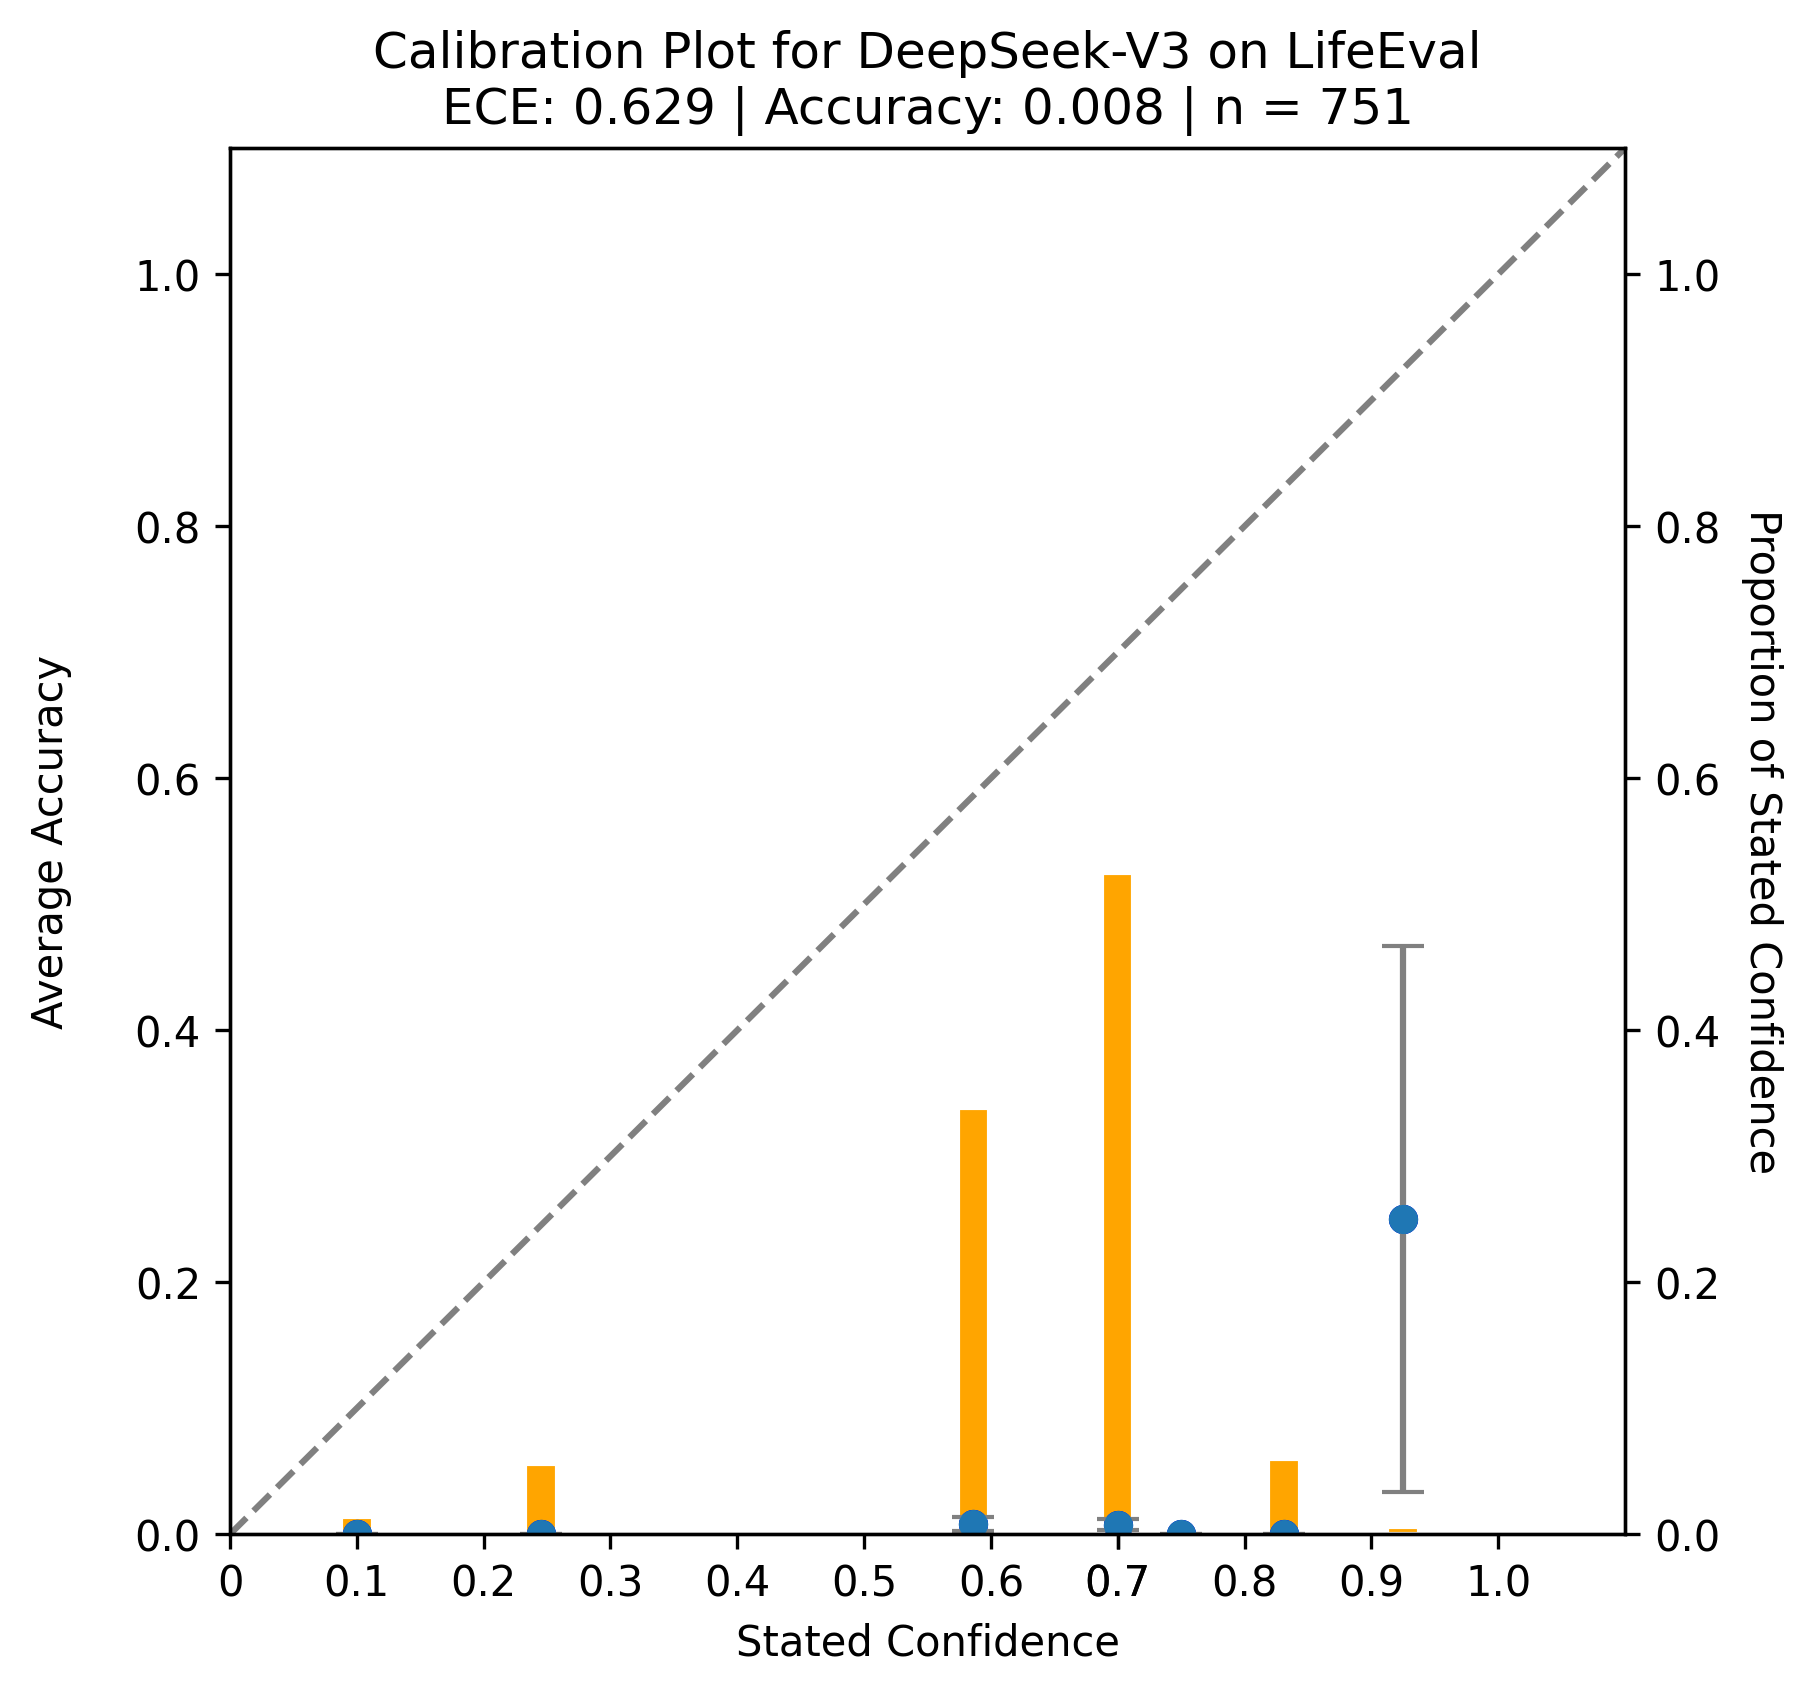 Calibration Plot for DeepSeek-V3 on LifeEval
ECE: 0.629 | Accuracy: 0.008 | n = 751
Average Accuracy
1.0
0.8
0.6
0.4
0.2
0.0
1.0
0.8
0.6
0.4
0.2
0.0
Proportion of Stated Confidence
0 0.1 0.2 0.3 0.4 0.5 0.6 0.7 0.8 0.9 1.0
Stated Confidence